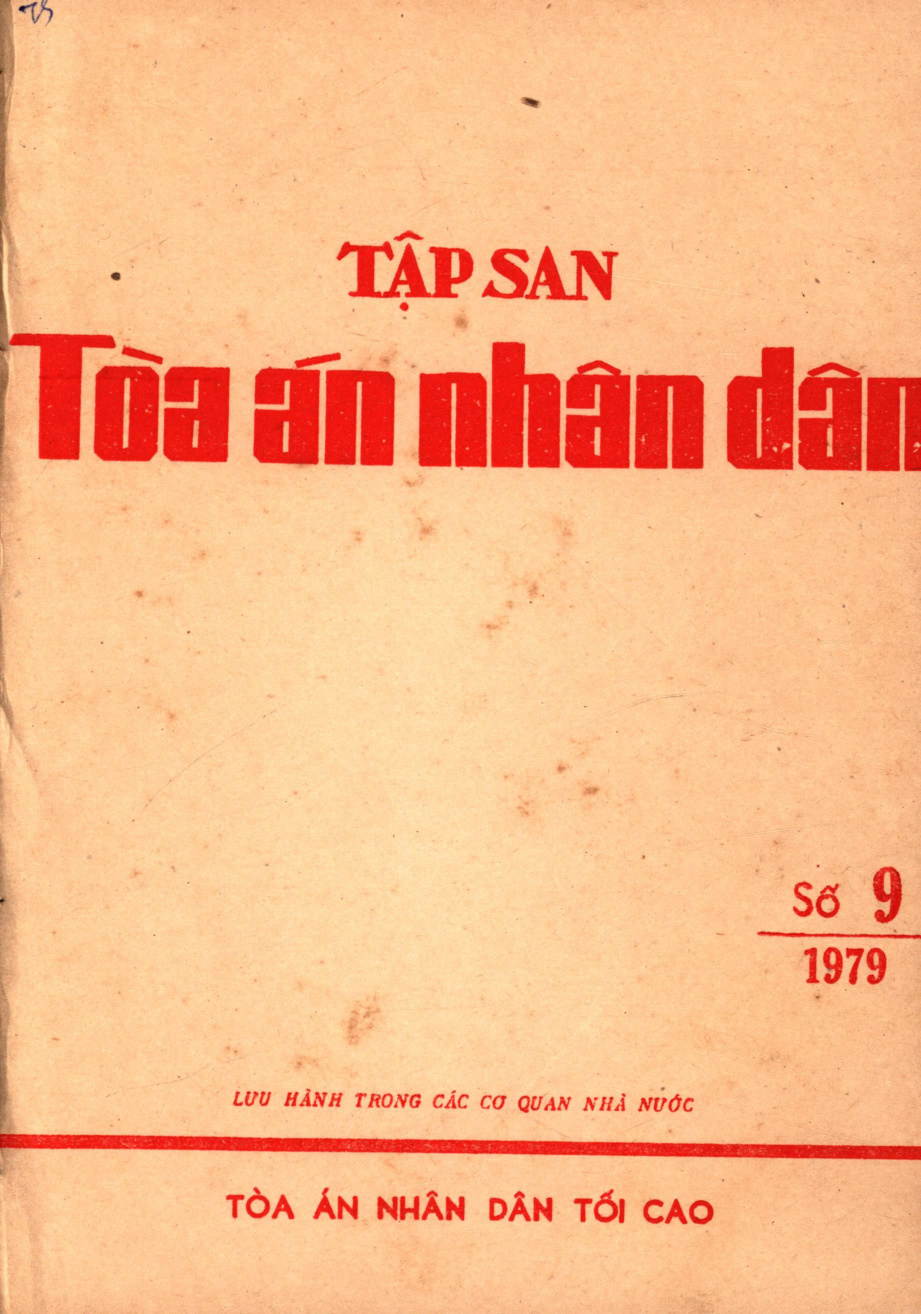 TẬP SAN
Tòa án nhân dân
Số 9
1979
LƯU HÀNH TRONG CÁC CƠ QUAN NHÀ NƯỚC
TÒA ÁN NHÂN DÂN TỐI CAO